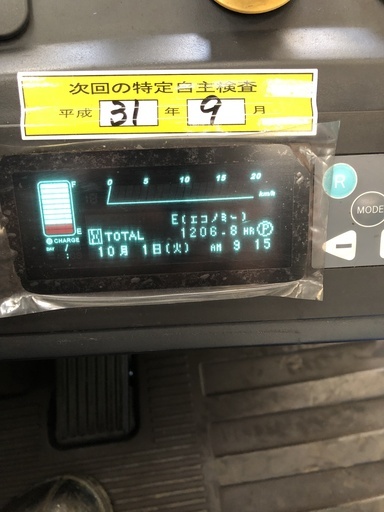 次回の特定自主検査
平成 31 年 9 月
0 5 10 15 20
km/h
F
E
CHARGE
E(エコノミー)
TOTAL 1206.8 HR P
10月 1日(火) AM 9 15
R
MODE